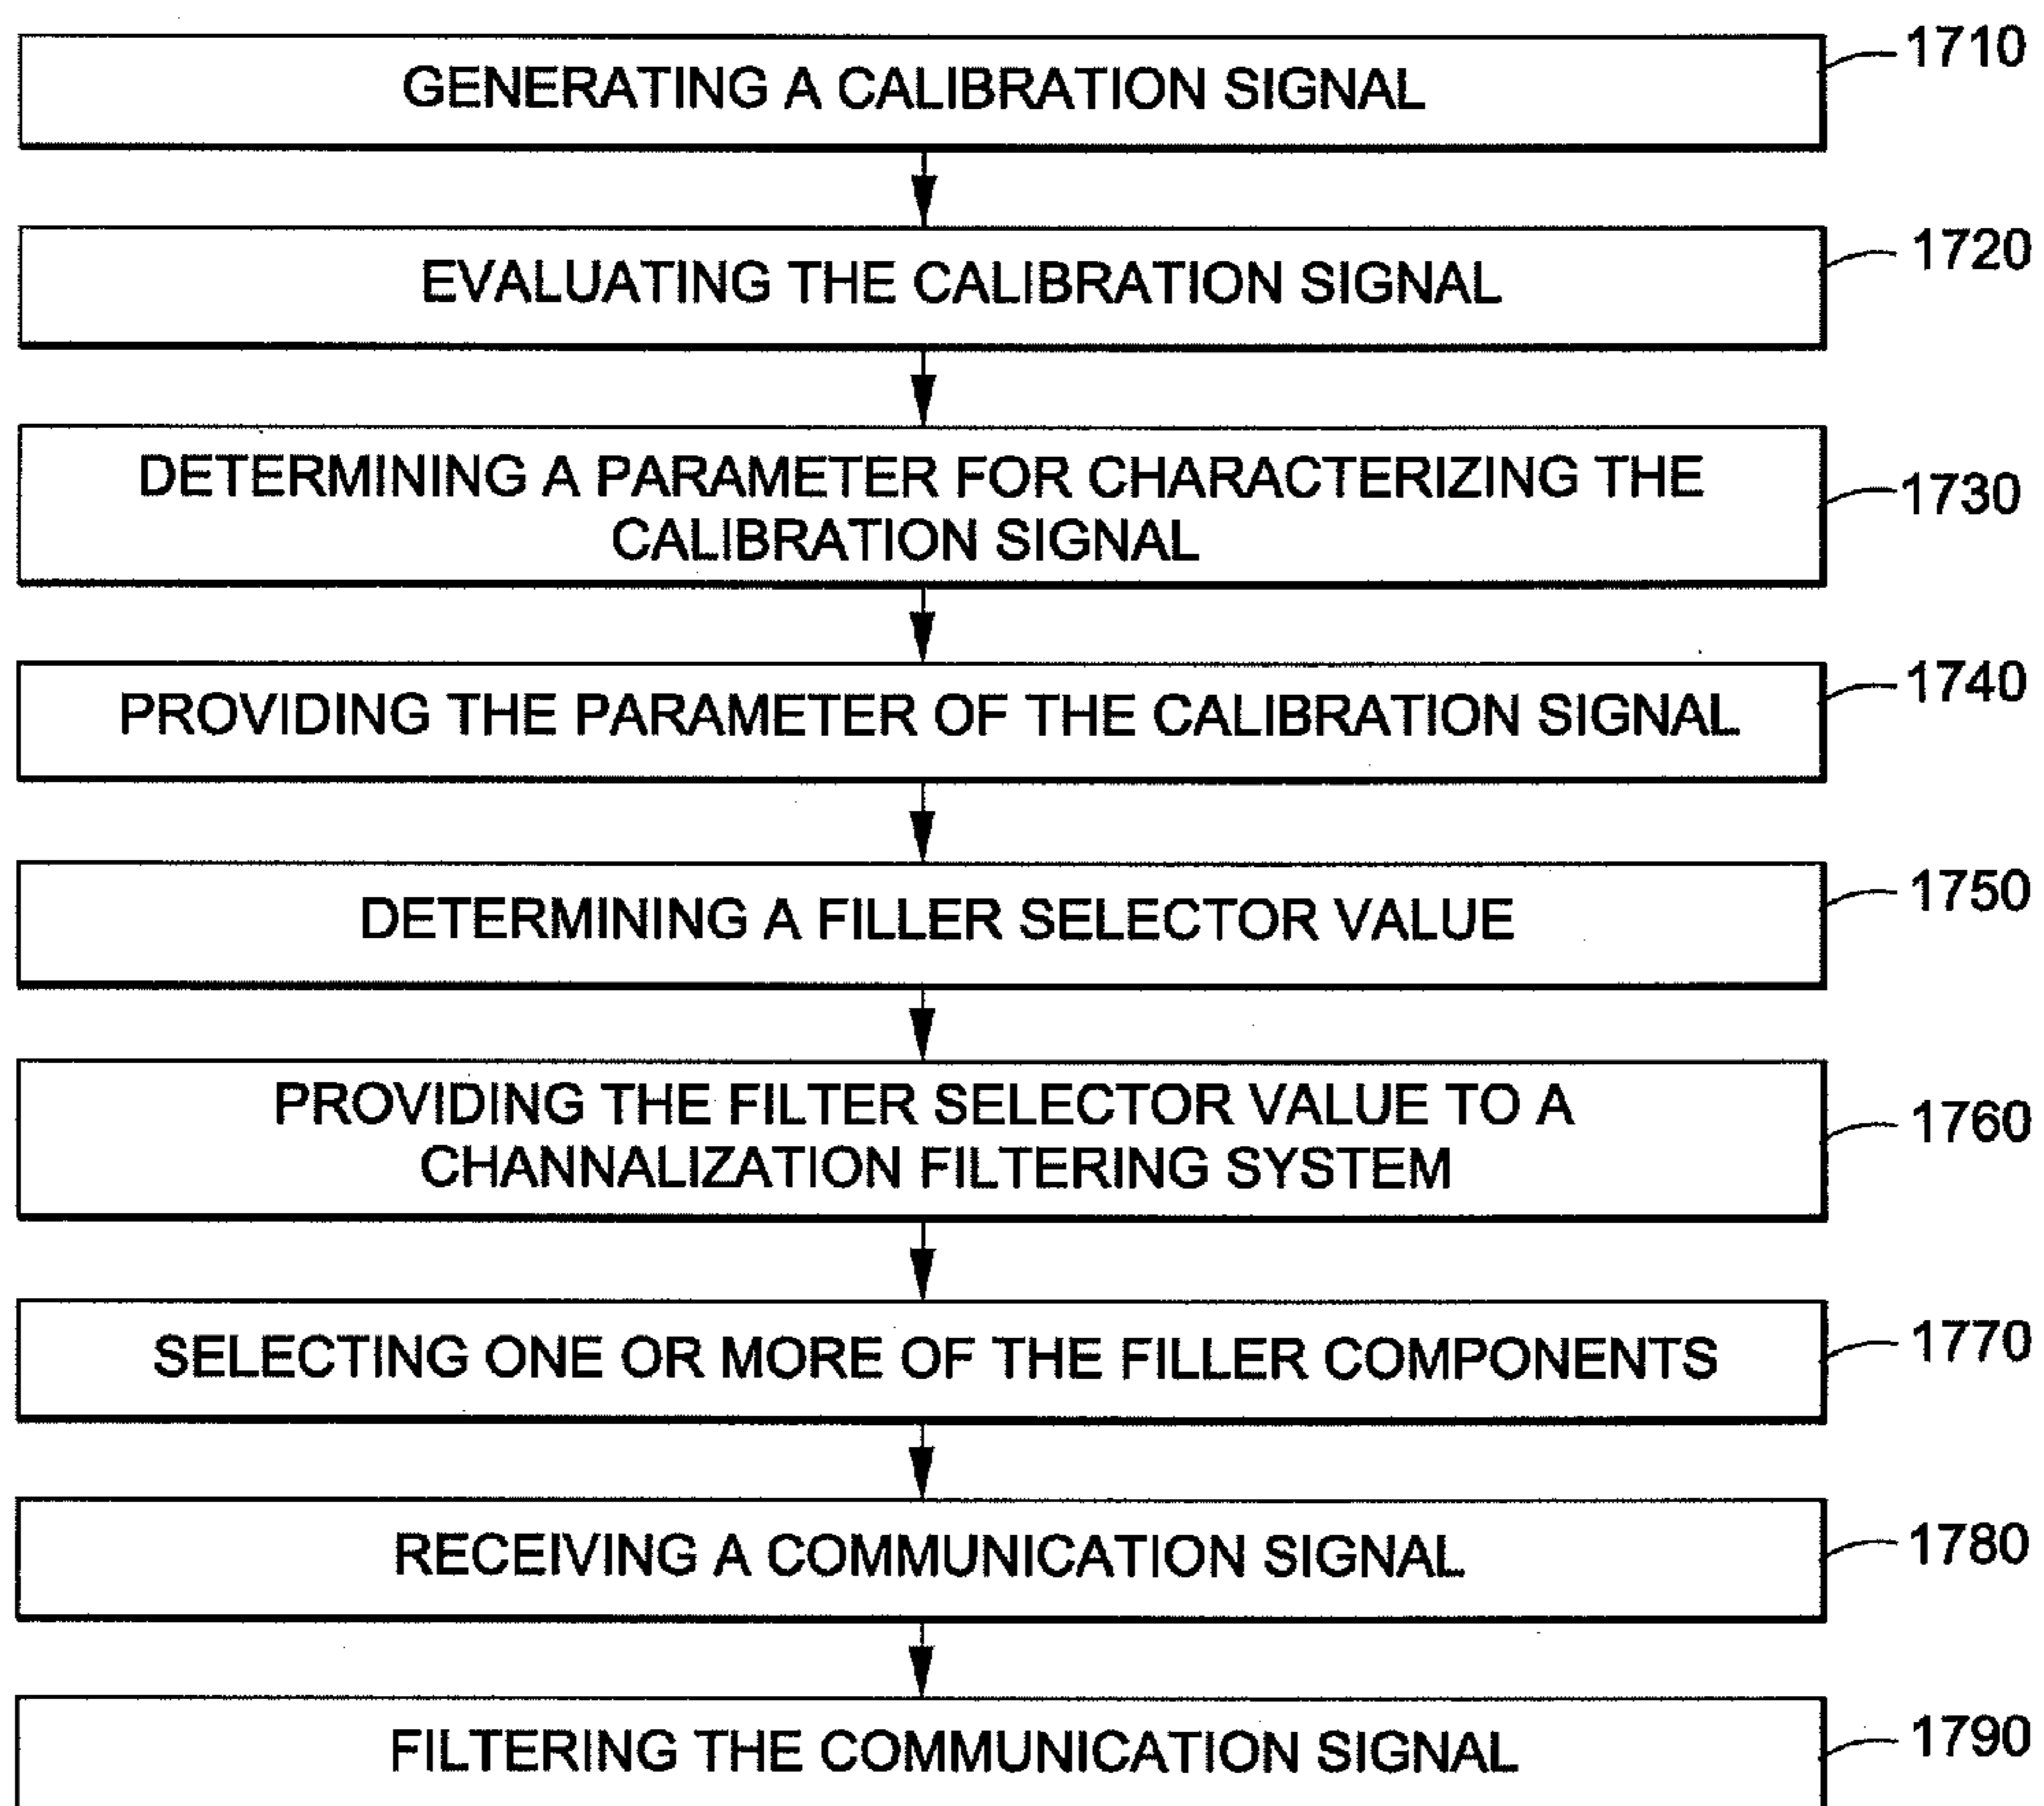 GENERATING A CALIBRATION SIGNAL
1710
EVALUATING THE CALIBRATION SIGNAL
1720
DETERMINING A PARAMETER FOR CHARACTERIZING THE
CALIBRATION SIGNAL
1730
PROVIDING THE PARAMETER OF THE CALIBRATION SIGNAL
1740
DETERMINING A FILLER SELECTOR VALUE
1750
PROVIDING THE FILTER SELECTOR VALUE TO A
CHANNALIZATION FILTERING SYSTEM
1760
SELECTING ONE OR MORE OF THE FILLER COMPONENTS
1770
RECEIVING A COMMUNICATION SIGNAL
1780
FILTERING THE COMMUNICATION SIGNAL
1790